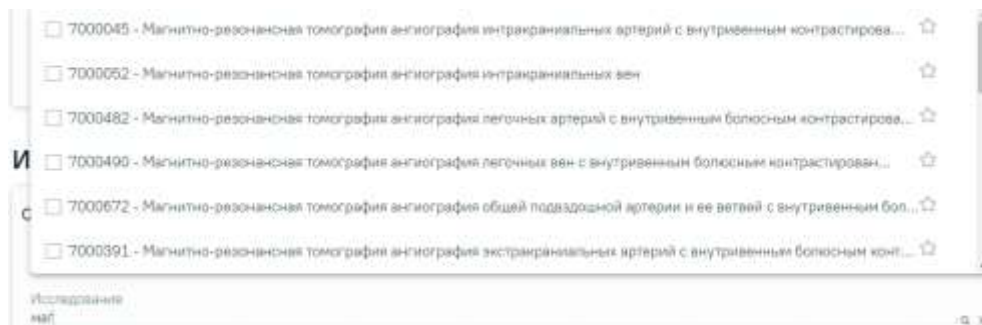 7000045 - Магнитно-резонансная томография ангиография интракраниальных артерий с внутривенным контрастирова...
7000052 - Магнитно-резонансная томография ангиография интракраниальных вен
7000482 - Магнитно-резонансная томография ангиография легочных артерий с внутривенным болюсным контрастирова...
И
7000490 - Магнитно-резонансная томография ангиография легочных вен с внутривенным болюсным контрастирован...
С
7000672 - Магнитно-резонансная томография ангиография общей подвздошной артерии и ее ветвей с внутривенным бол...
7000391 - Магнитно-резонансная томография ангиография экстракраниальных артерий с внутривенным болюсным конт...
Исследование
маг